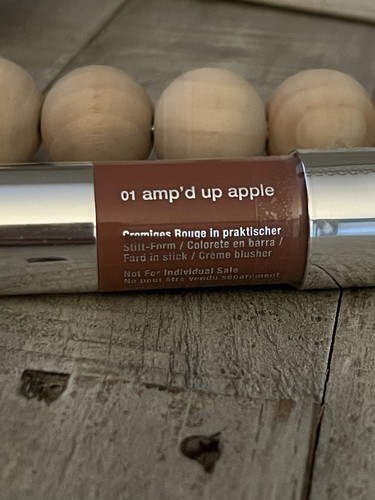 01 amp'd up apple
Cremiges Rouge in praktischer
Stift-Form / Colorete en barra /
Fard in stick / Crème blusher
Not For Individual Sale
Ne peut être vendu séparément